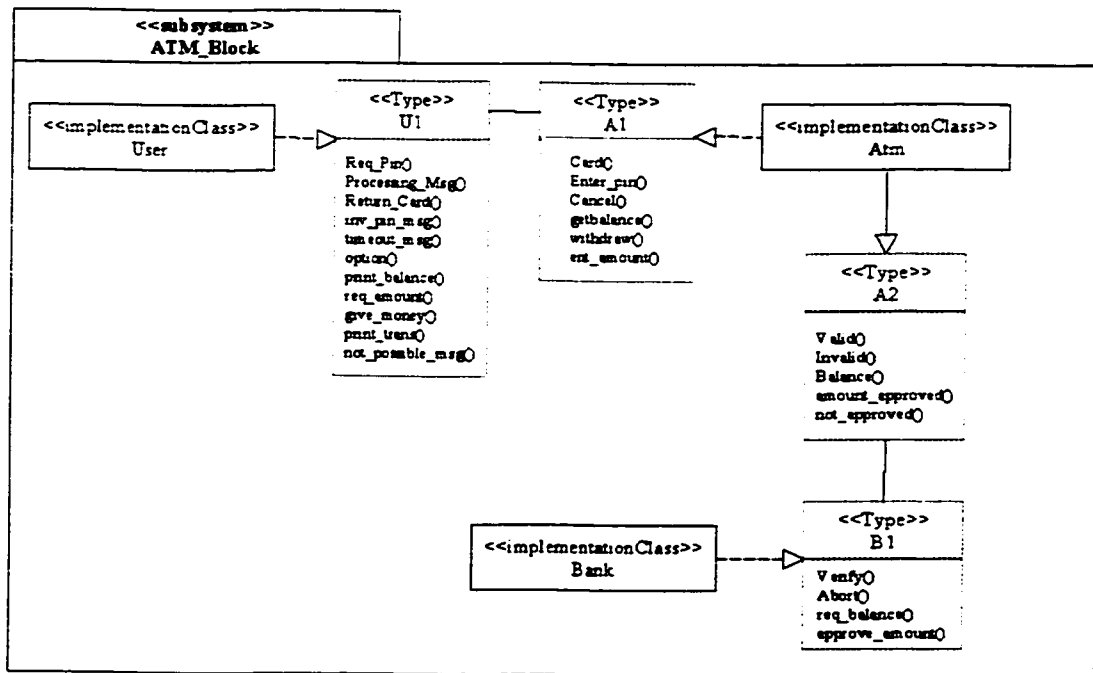 <<subsystem>>
ATM_Block
<<implementationClass>>
User
<<Type>>
U1
Req_Pin()
Processing_Msg()
Return_Card()
inv_pin_msg()
timeout_msg()
option()
print_balance()
req_amount()
give_money()
print_trans()
not_possible_msg()
<<Type>>
A1
Card()
Enter_pin()
Cancel()
getbalance()
withdraw()
ent_amount()
<<implementationClass>>
Atm
<<Type>>
A2
Valid()
Invalid()
Balance()
amount_approved()
not_approved()
<<implementationClass>>
Bank
<<Type>>
B1
Verify()
Abort()
req_balance()
approve_amount()